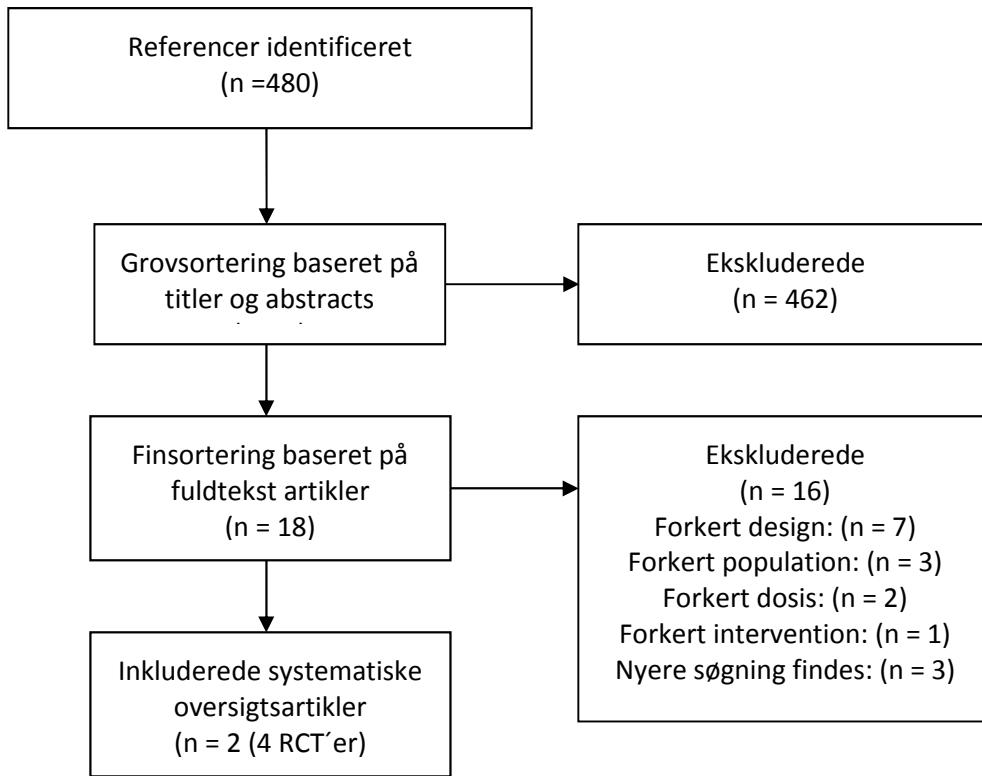 Referencer identificeret
(n =480)
Grovsortering baseret på
titler og abstracts
Ekskluderede
(n = 462)
Finsortering baseret på
fuldtekst artikler
(n = 18)
Ekskluderede
(n = 16)
Forkert design: (n = 7)
Forkert population: (n = 3)
Forkert dosis: (n = 2)
Forkert intervention: (n = 1)
Nyere søgning findes: (n = 3)
Inkluderede systematiske
oversigtsartikler
(n = 2 (4 RCT´er)